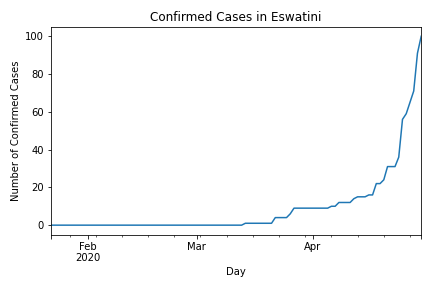 Confirmed Cases in Eswatini
Number of Confirmed Cases
100
80
60
40
20
0
Feb
2020
Mar
Apr
Day